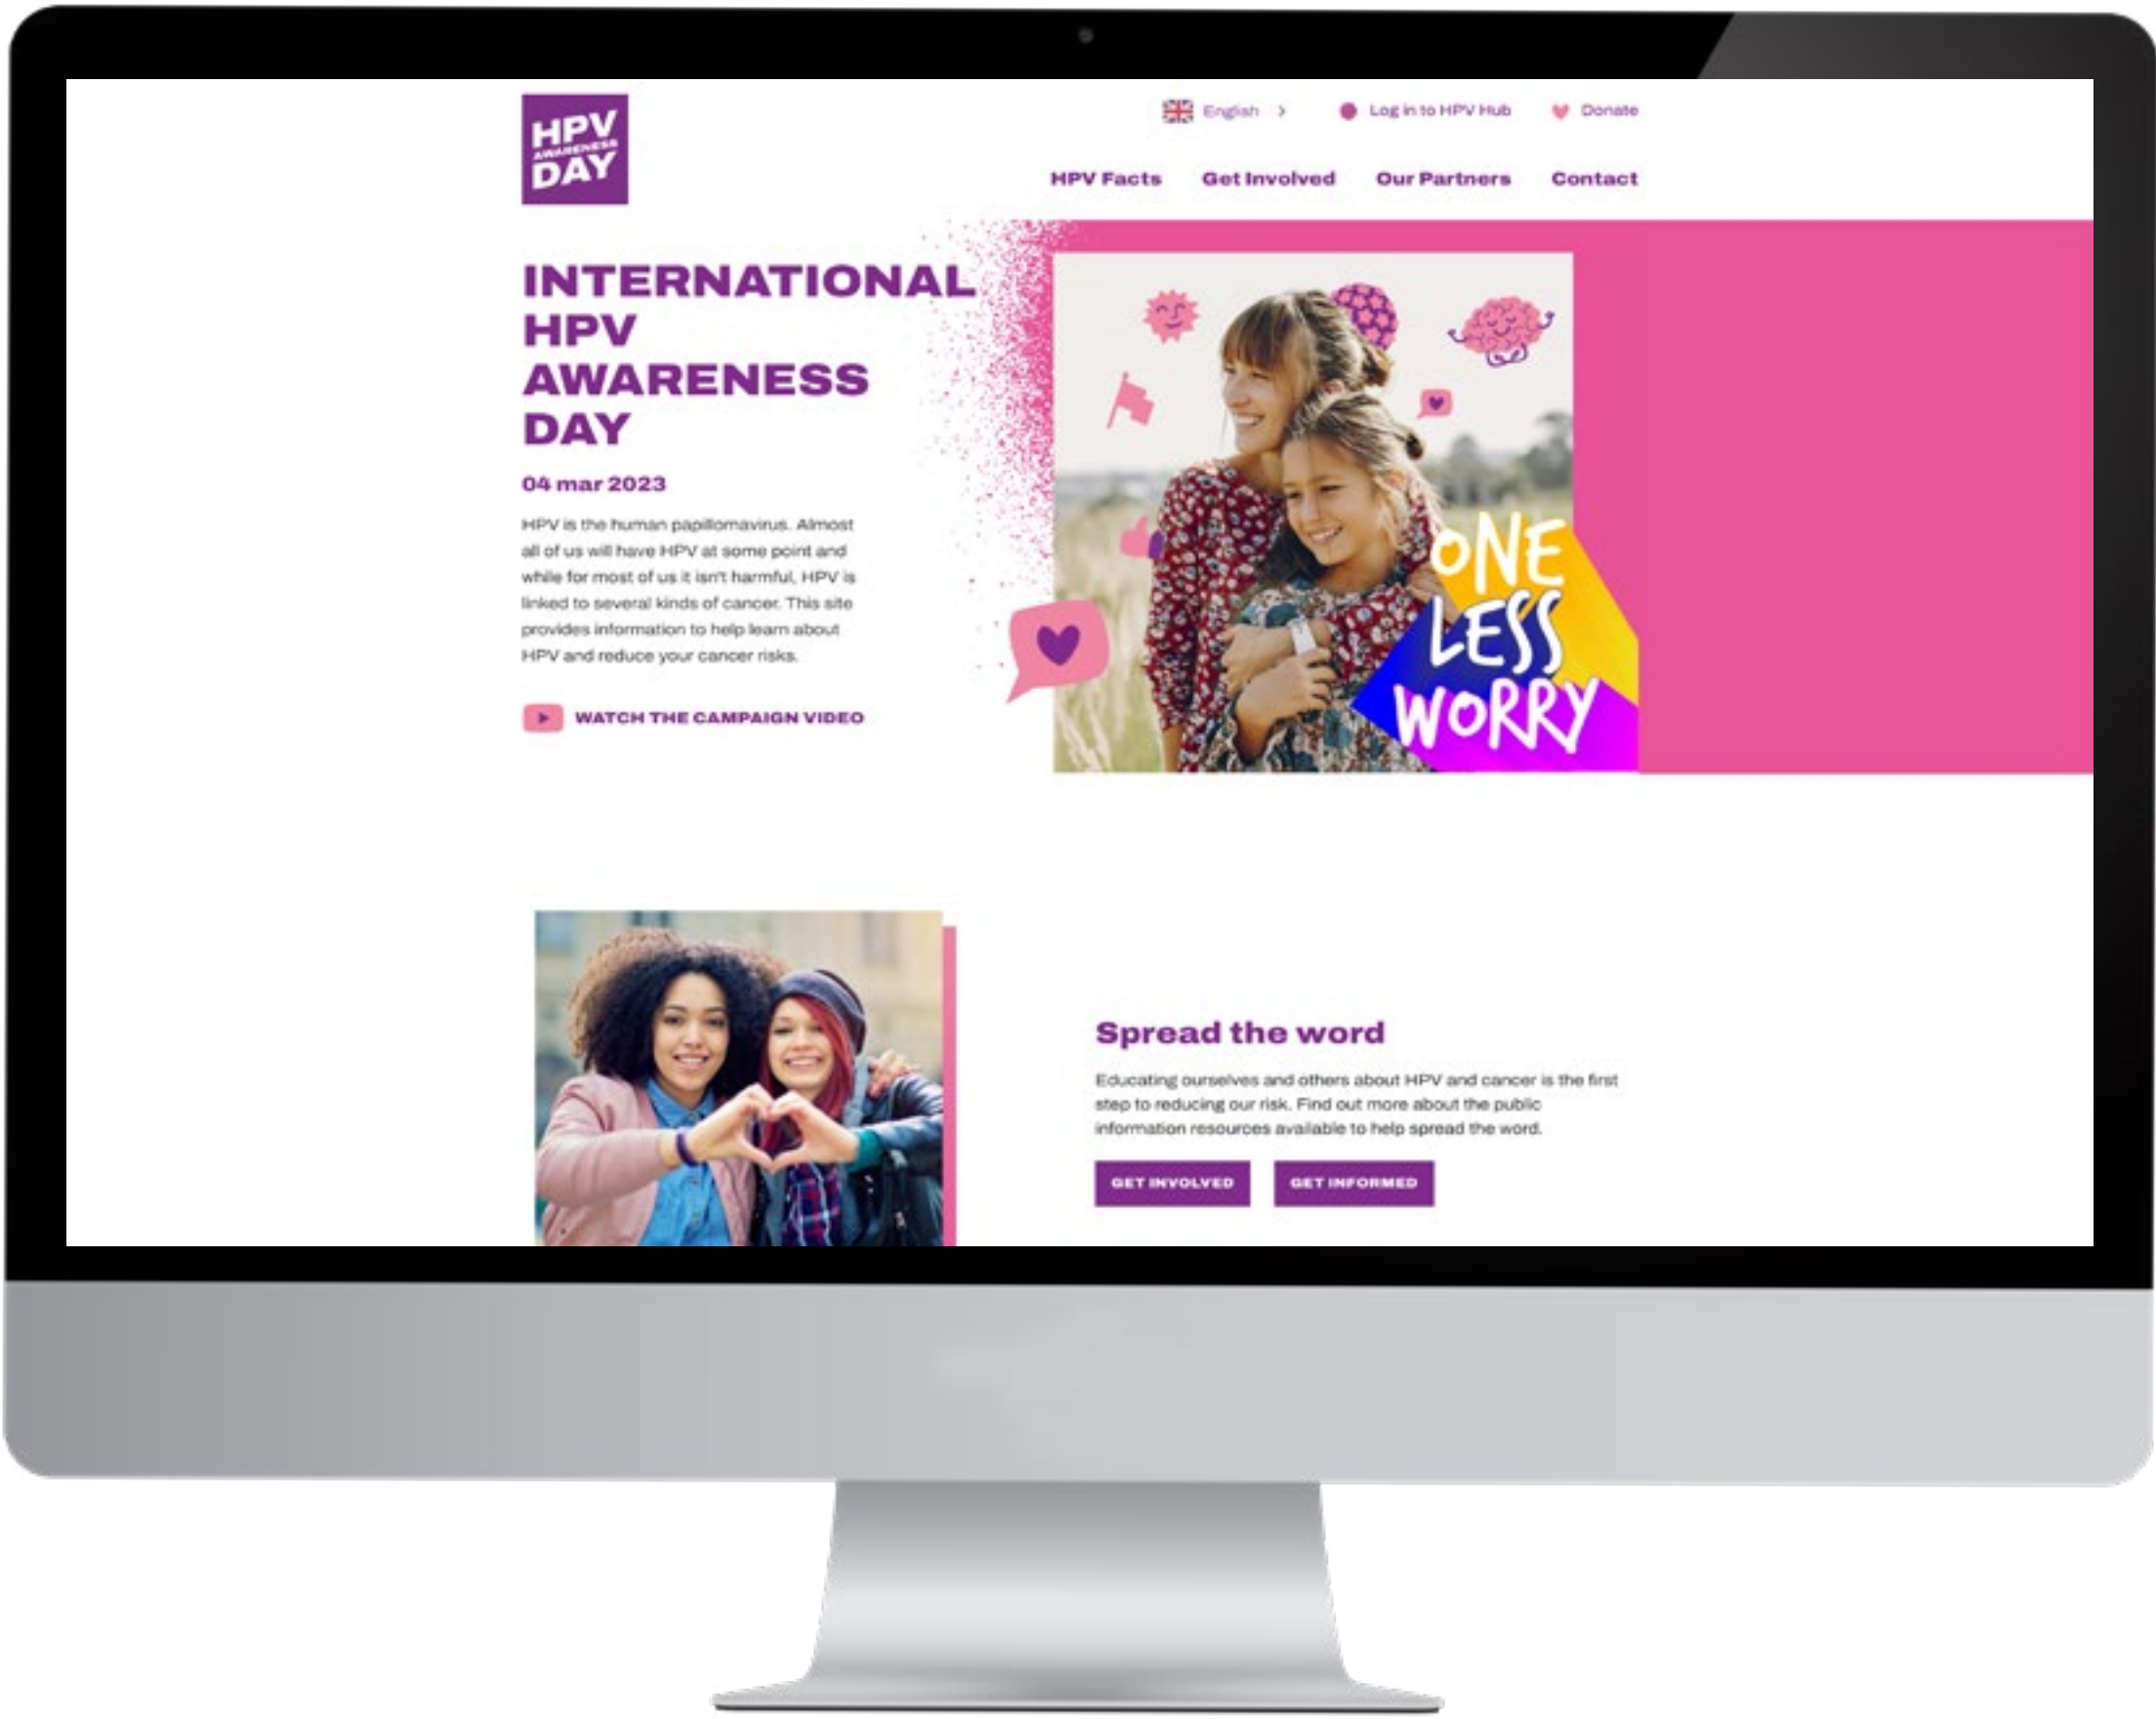 HPV
AWARENESS
DAY
English
Log in to HPV Hub
Donate
HPV Facts
Get Involved
Our Partners
Contact
INTERNATIONAL
HPV
AWARENESS
DAY
04 mar 2023
HPV is the human papillomavirus. Almost
all of us will have HPV at some point and
while for most of us it isn't harmful, HPV is
linked to several kinds of cancer. This site
provides information to help learn about
HPV and reduce your cancer risks.
WATCH THE CAMPAIGN VIDEO
ONE
LESS
WORRY
Spread the word
Educating ourselves and others about HPV and cancer is the first
step to reducing our risk. Find out more about the public
information resources available to help spread the word.
GET INVOLVED
GET INFORMED